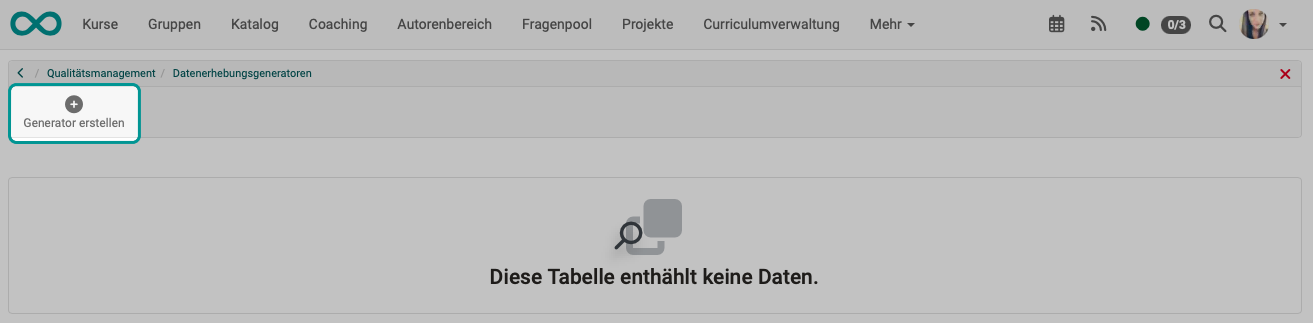 Kurse Gruppen Katalog Coaching Autorenbereich Fragenpool Projekte Curriculumverwaltung Mehr 0/3
/ Qualitätsmanagement / Datenerhebungsgeneratoren
Generator erstellen
Diese Tabelle enthählt keine Daten.